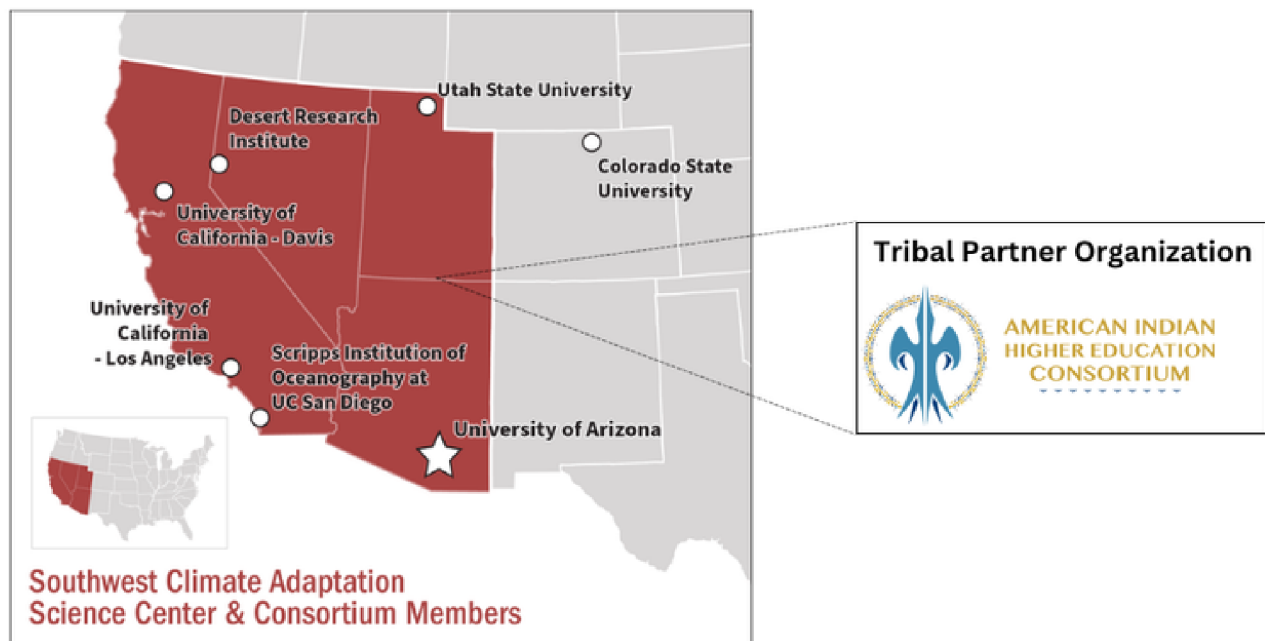 Utah State University
Desert Research
Institute
Colorado State
University
University of
California - Davis
Tribal Partner Organization
AMERICAN INDIAN
HIGHER EDUCATION
CONSORTIUM
University of
California
- Los Angeles
Scripps Institution of
Oceanography at
UC San Diego
University of Arizona
Southwest Climate Adaptation
Science Center & Consortium Members